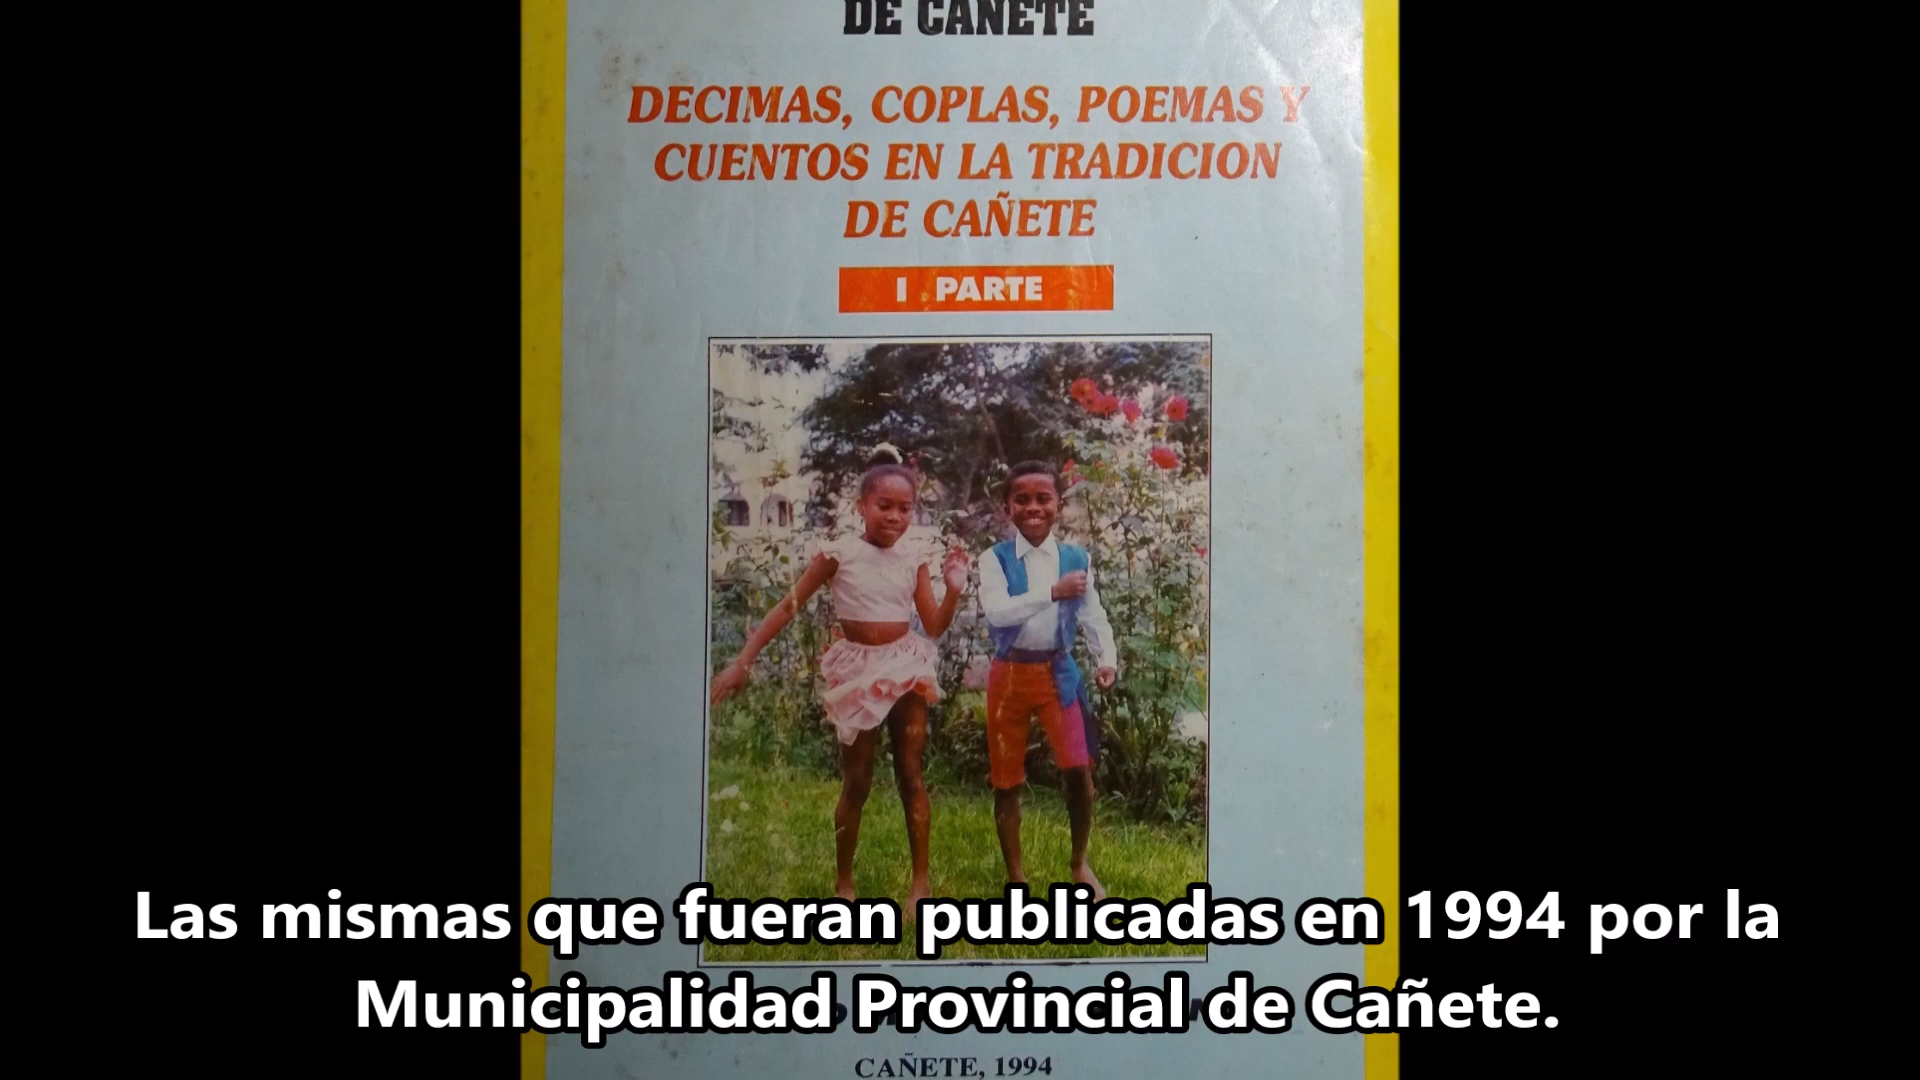 DE CAÑETE
DECIMAS, COPLAS, POEMAS Y
CUENTOS EN LA TRADICION
DE CAÑETE
I PARTE
Las mismas que fueran publicadas en 1994 por la
Municipalidad Provincial de Cañete.
CAÑETE, 1994